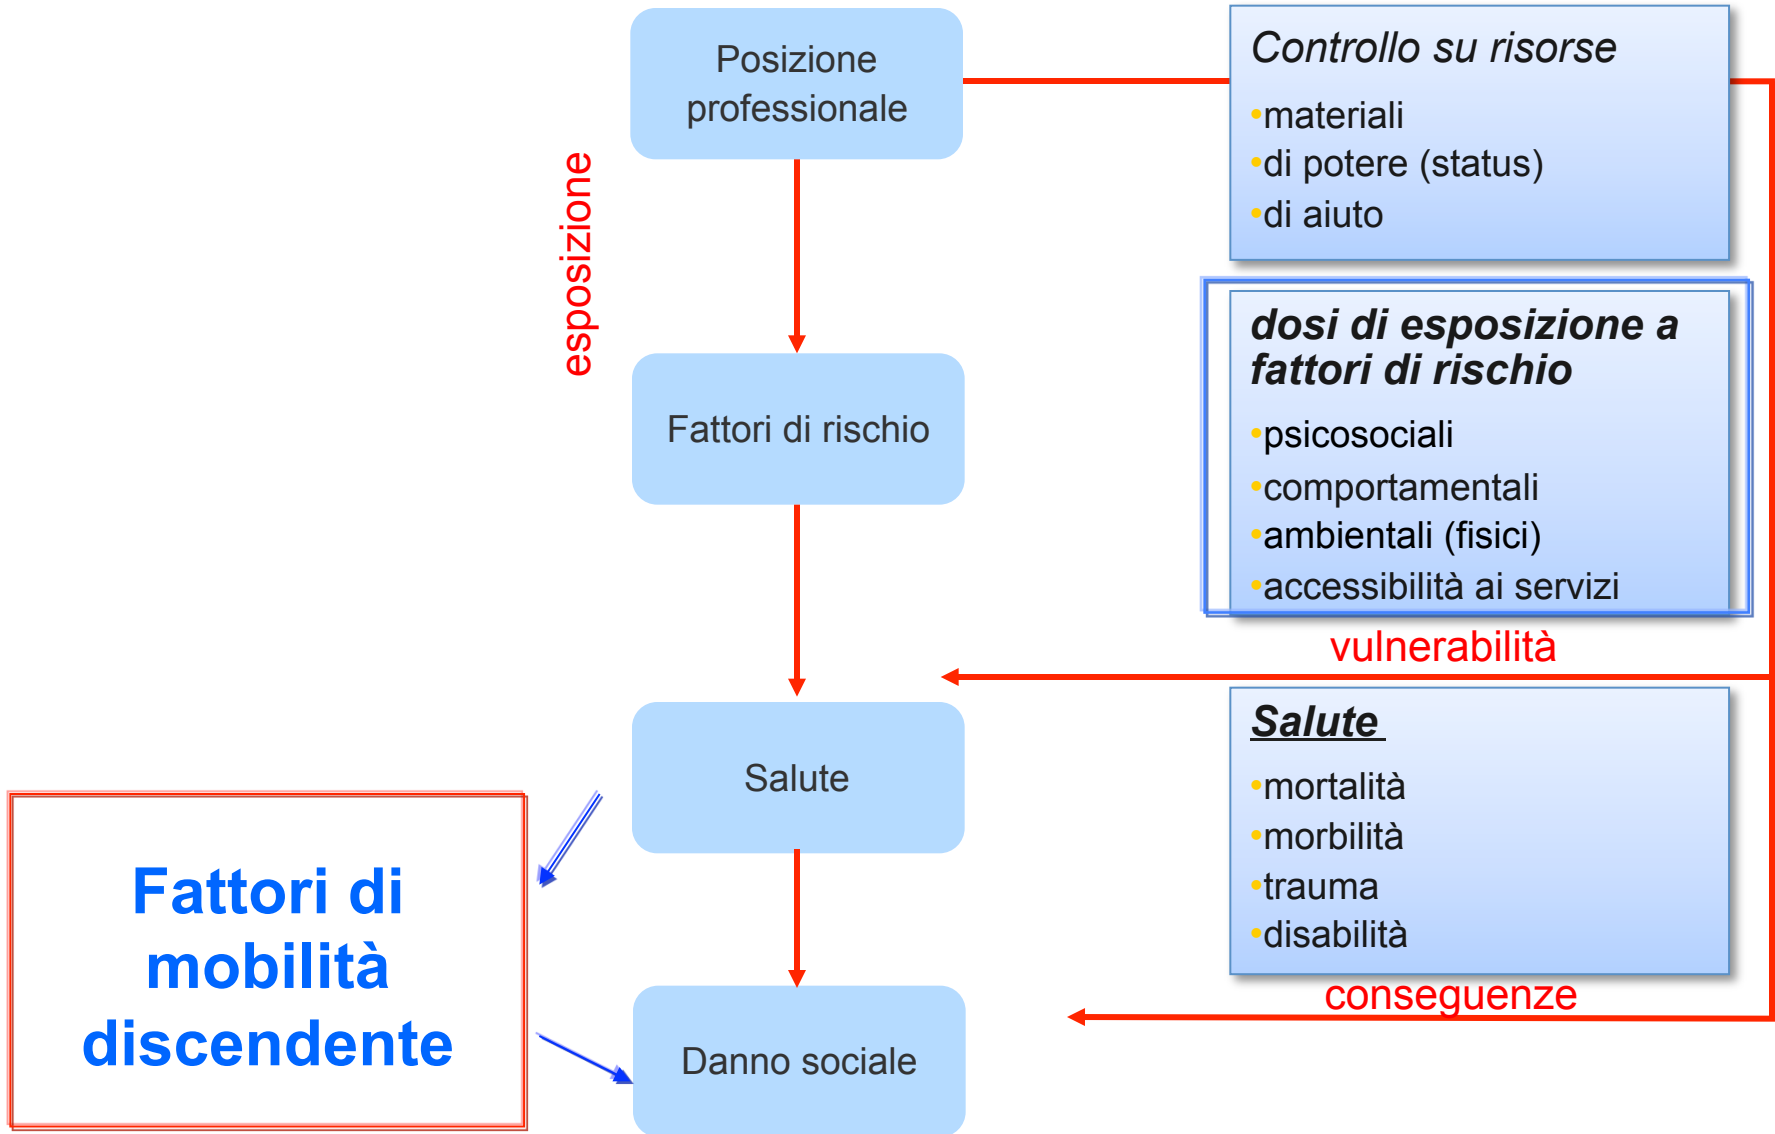 Posizione
professionale
esposizione
Fattori di rischio
Salute
Danno sociale
Fattori di
mobilità
discendente
Controllo su risorse
•materiali
•di potere (status)
•di aiuto
dosi di esposizione a
fattori di rischio
•psicosociali
•comportamentali
•ambientali (fisici)
•accessibilità ai servizi
vulnerabilità
Salute
•mortalità
•morbilità
•trauma
•disabilità
conseguenze